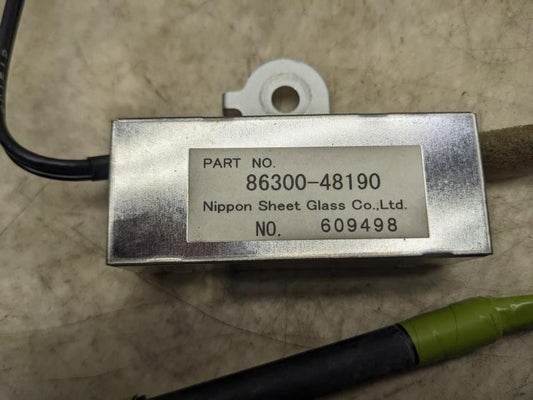 PART NO.
86300-48190
Nippon Sheet Glass Co.,Ltd.
NO. 609498